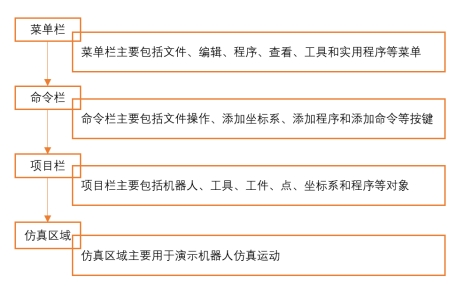 菜单栏
菜单栏主要包括文件、编辑、程序、查看、工具和实用程序等菜单
命令栏
命令栏主要包括文件操作、添加坐标系、添加程序和添加命令等按键
项目栏
项目栏主要包括机器人、工具、工件、点、坐标系和程序等对象
仿真区域
仿真区域主要用于演示机器人仿真运动